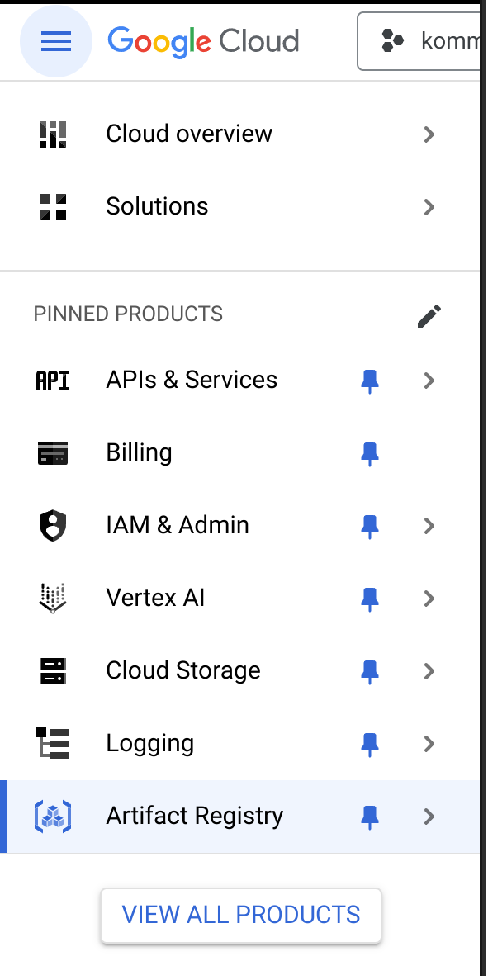 Google Cloud
komm
Cloud overview
Solutions
PINNED PRODUCTS
API
APIs & Services
Billing
IAM & Admin
Vertex AI
Cloud Storage
Logging
Artifact Registry
VIEW ALL PRODUCTS